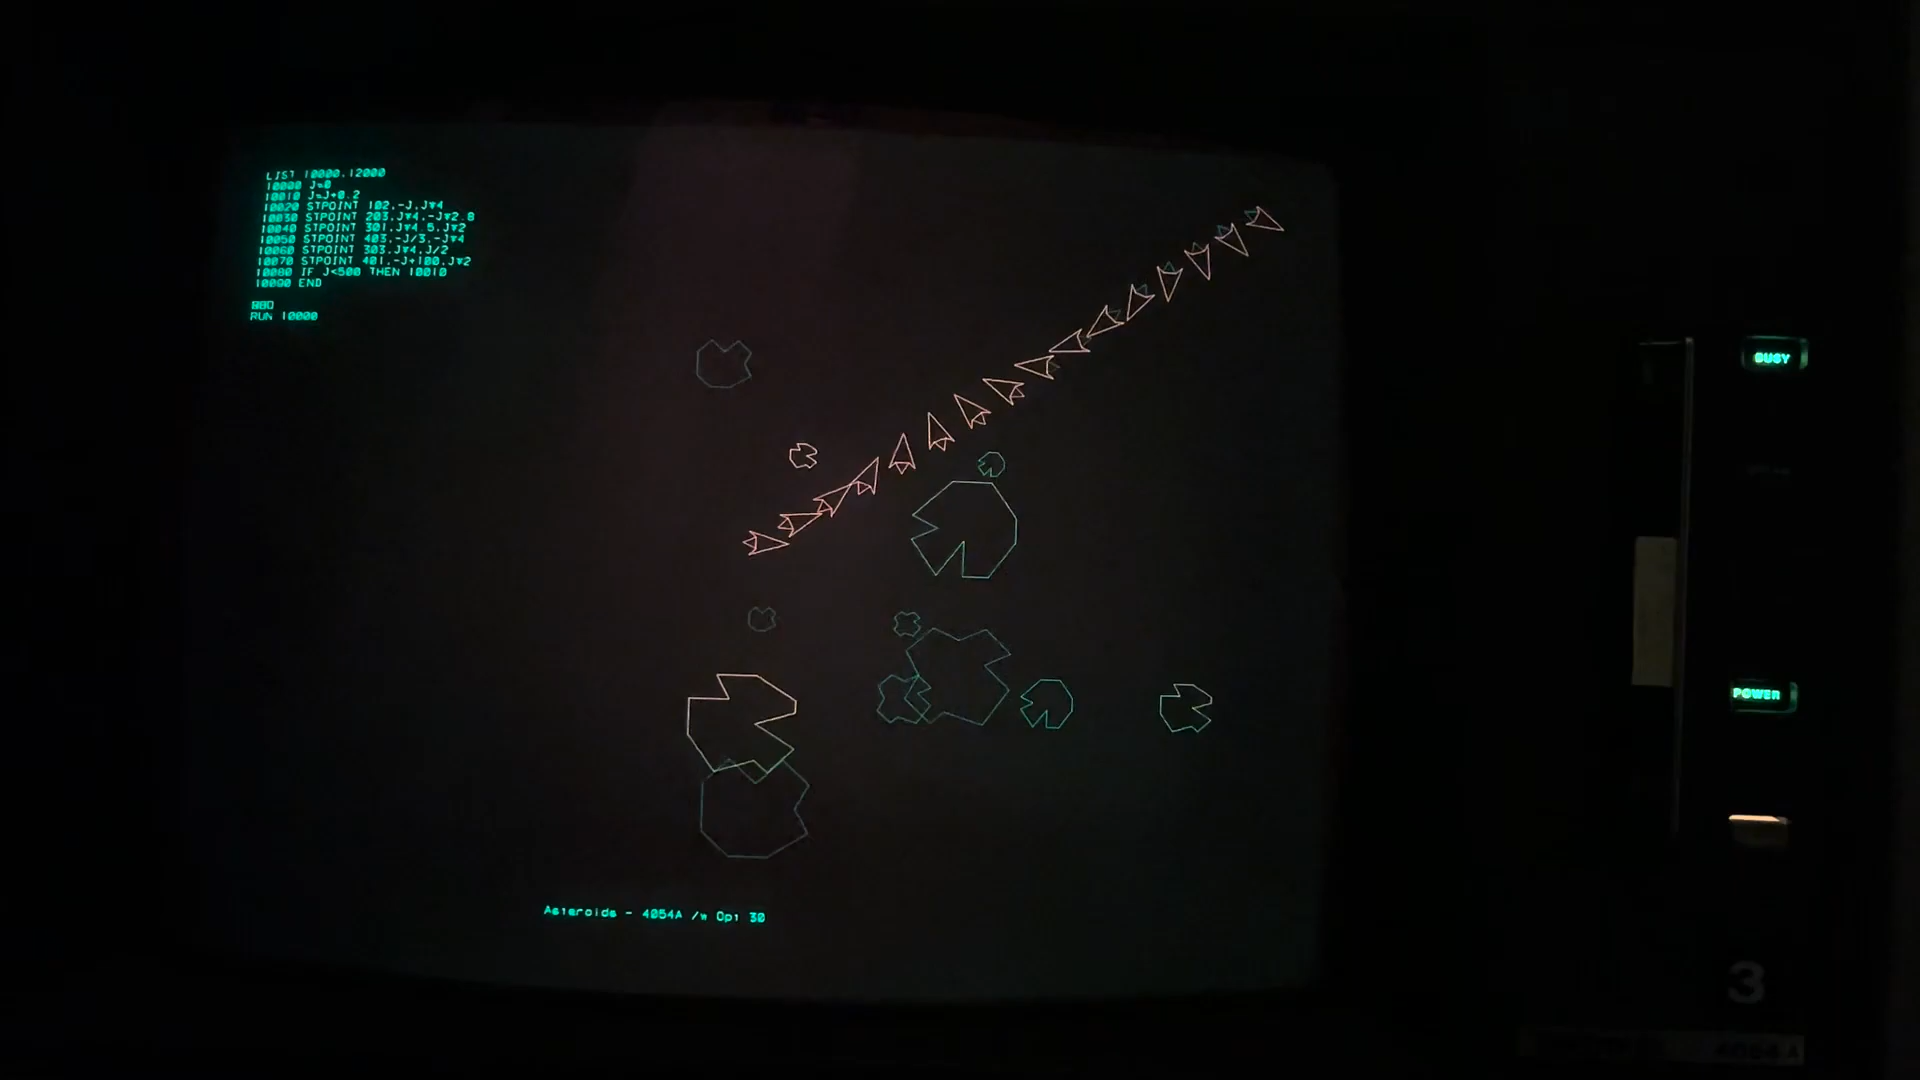 LIST 10000,12000
10000 J=0
10010 J=J+0.2
10020 STPOINT 102,-J,J*4
10030 STPOINT 203,J*4,-J*2.8
10040 STPOINT 301,J*4.5,J*2
10050 STPOINT 403,-J/3,-J*4
10060 STPOINT 303,J*4,J/2
10070 STPOINT 401,-J+100,J*2
10080 IF J<500 THEN 10010
10090 END
RUN 10000
BUSY
POWER
Asteroids - 4054A /w Opt 30
3
4054A